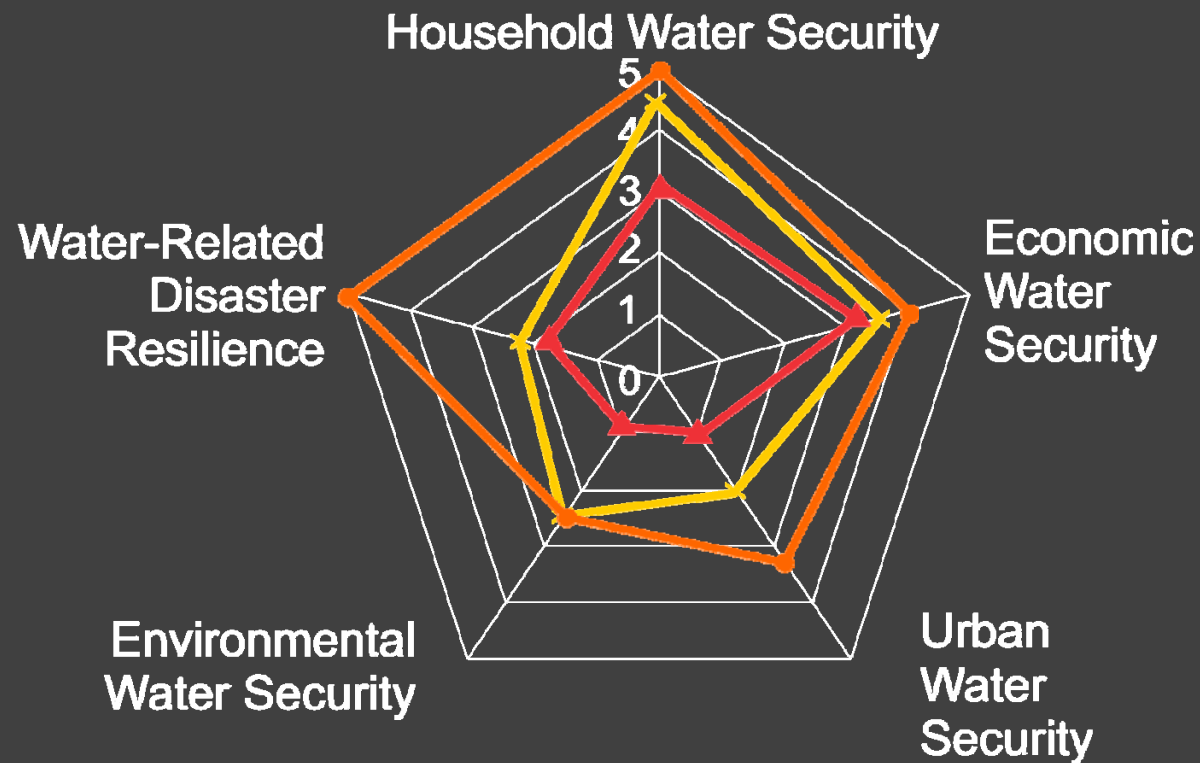 Household Water Security
5
4
3
2
1
0
Economic
Water
Security
Urban
Water
Security
Environmental
Water Security
Water-Related
Disaster
Resilience